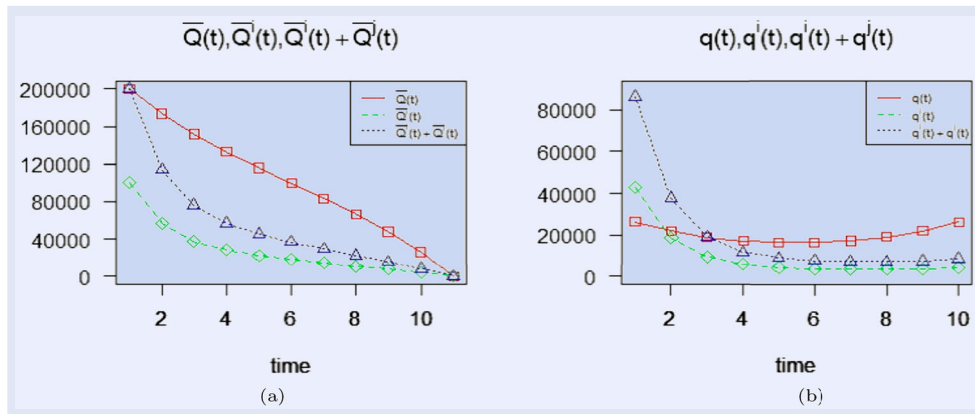 Q̅(t),Q̅ⁱ(t),Q̅ⁱ(t) + Q̅ʲ(t)
200000
160000
120000
80000
40000
0
Q̅(t)
Q̅ⁱ(t)
Q̅ⁱ(t) + Q̅ʲ(t)
2 4 6 8 10
time
(a)
q(t),qⁱ(t),qⁱ(t) + qʲ(t)
80000
60000
40000
20000
0
q(t)
qⁱ(t)
qⁱ(t) + qʲ(t)
2 4 6 8 10
time
(b)